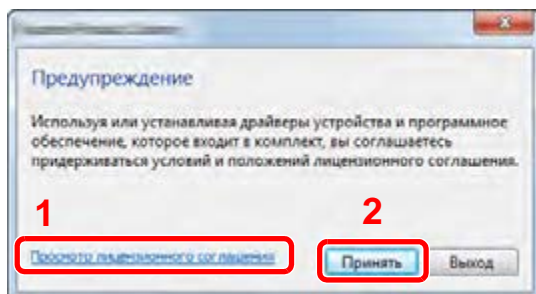 Предупреждение
Используя или устанавливая драйверы устройства и программное
обеспечение, которое входит в комплект, вы соглашаетесь
придерживаться условий и положений лицензионного соглашения.
1
2
Просмотр лицензионного соглашения
Принять
Выход